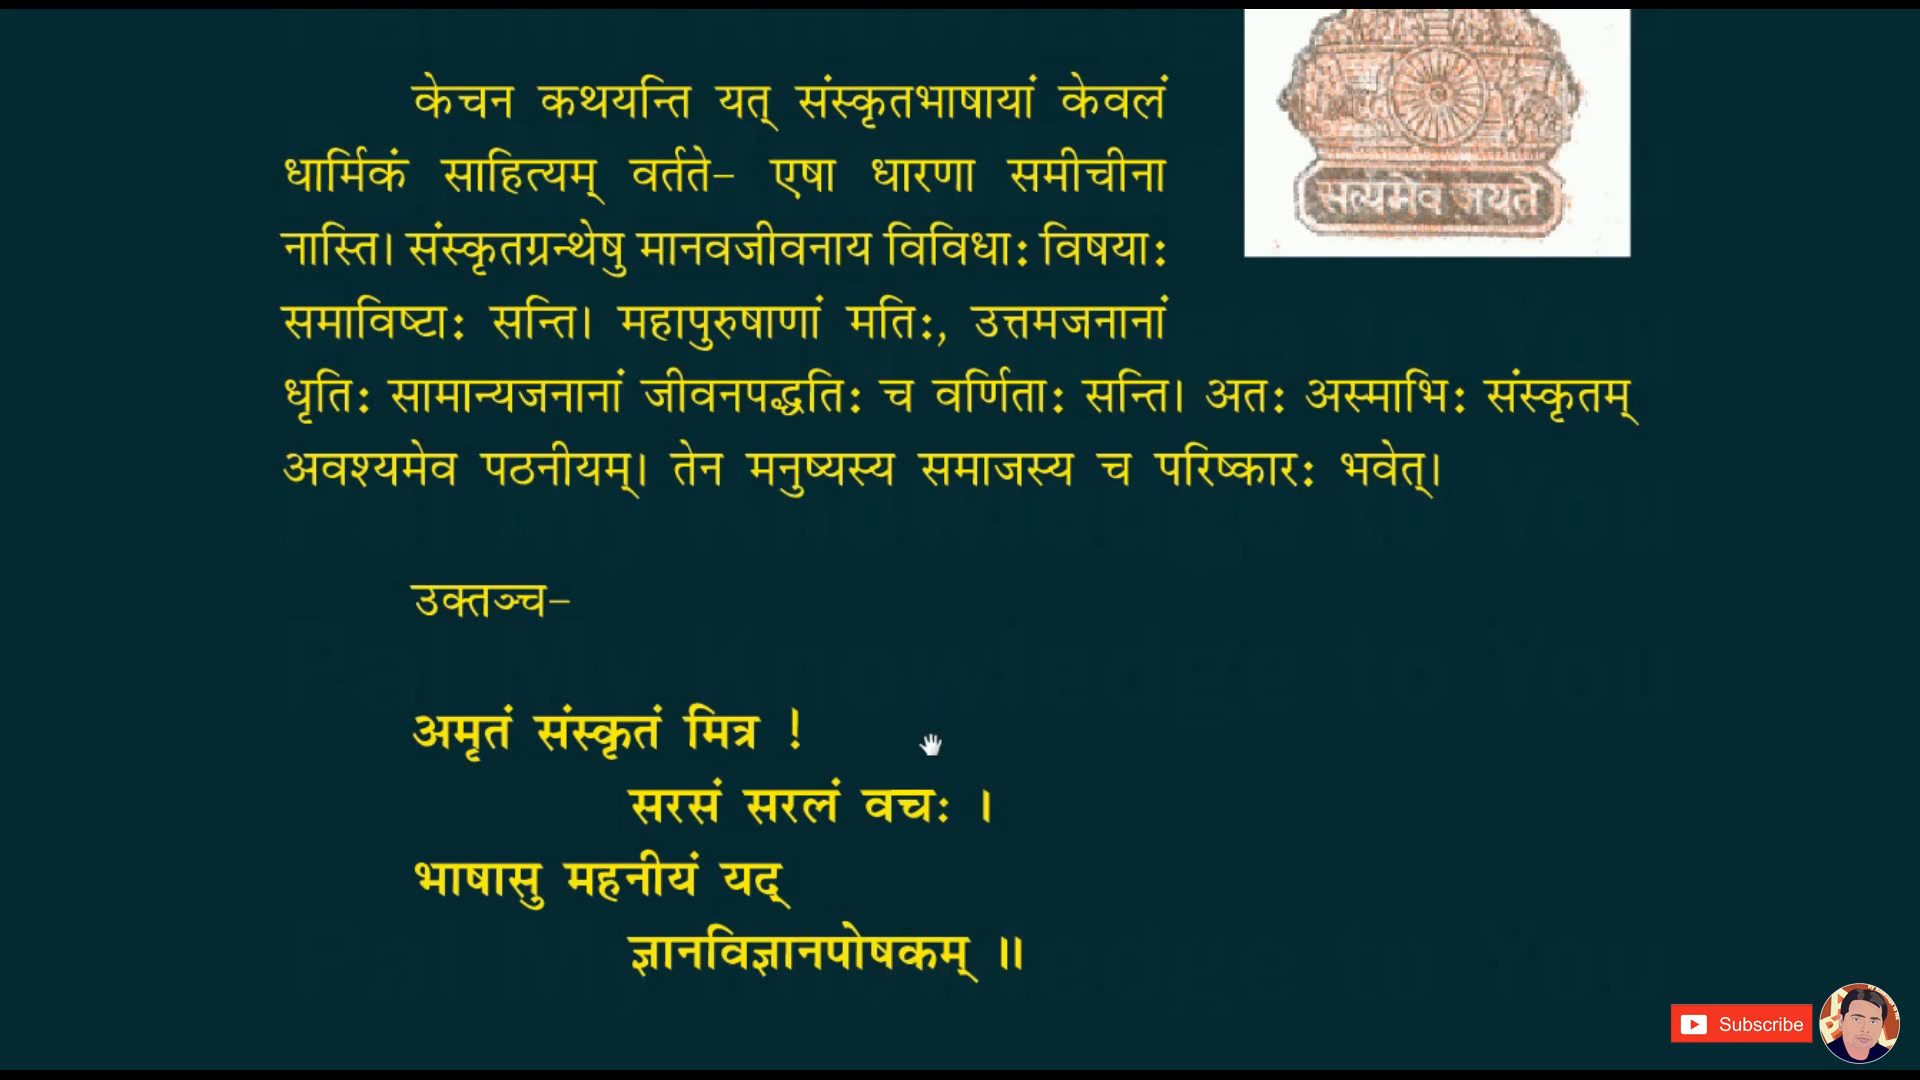 केचन कथयन्ति यत् संस्कृतभाषायां केवलं
धार्मिकं साहित्यम् वर्तते- एषा धारणा समीचीना
नास्ति। संस्कृतग्रन्थेषु मानवजीवनाय विविधाः विषयाः
समाविष्टाः सन्ति। महापुरुषाणां मतिः, उत्तमजनानां
धृतिः सामान्यजनानां जीवनपद्धतिः च वर्णिताः सन्ति। अतः अस्माभिः संस्कृतम्
अवश्यमेव पठनीयम्। तेन मनुष्यस्य समाजस्य च परिष्कारः भवेत्।
सत्यमेव जयते
उक्तञ्च-
अमृतं संस्कृतं मित्र !
सरसं सरलं वचः ।
भाषासु महनीयं यद्
ज्ञानविज्ञानपोषकम् ॥
Subscribe